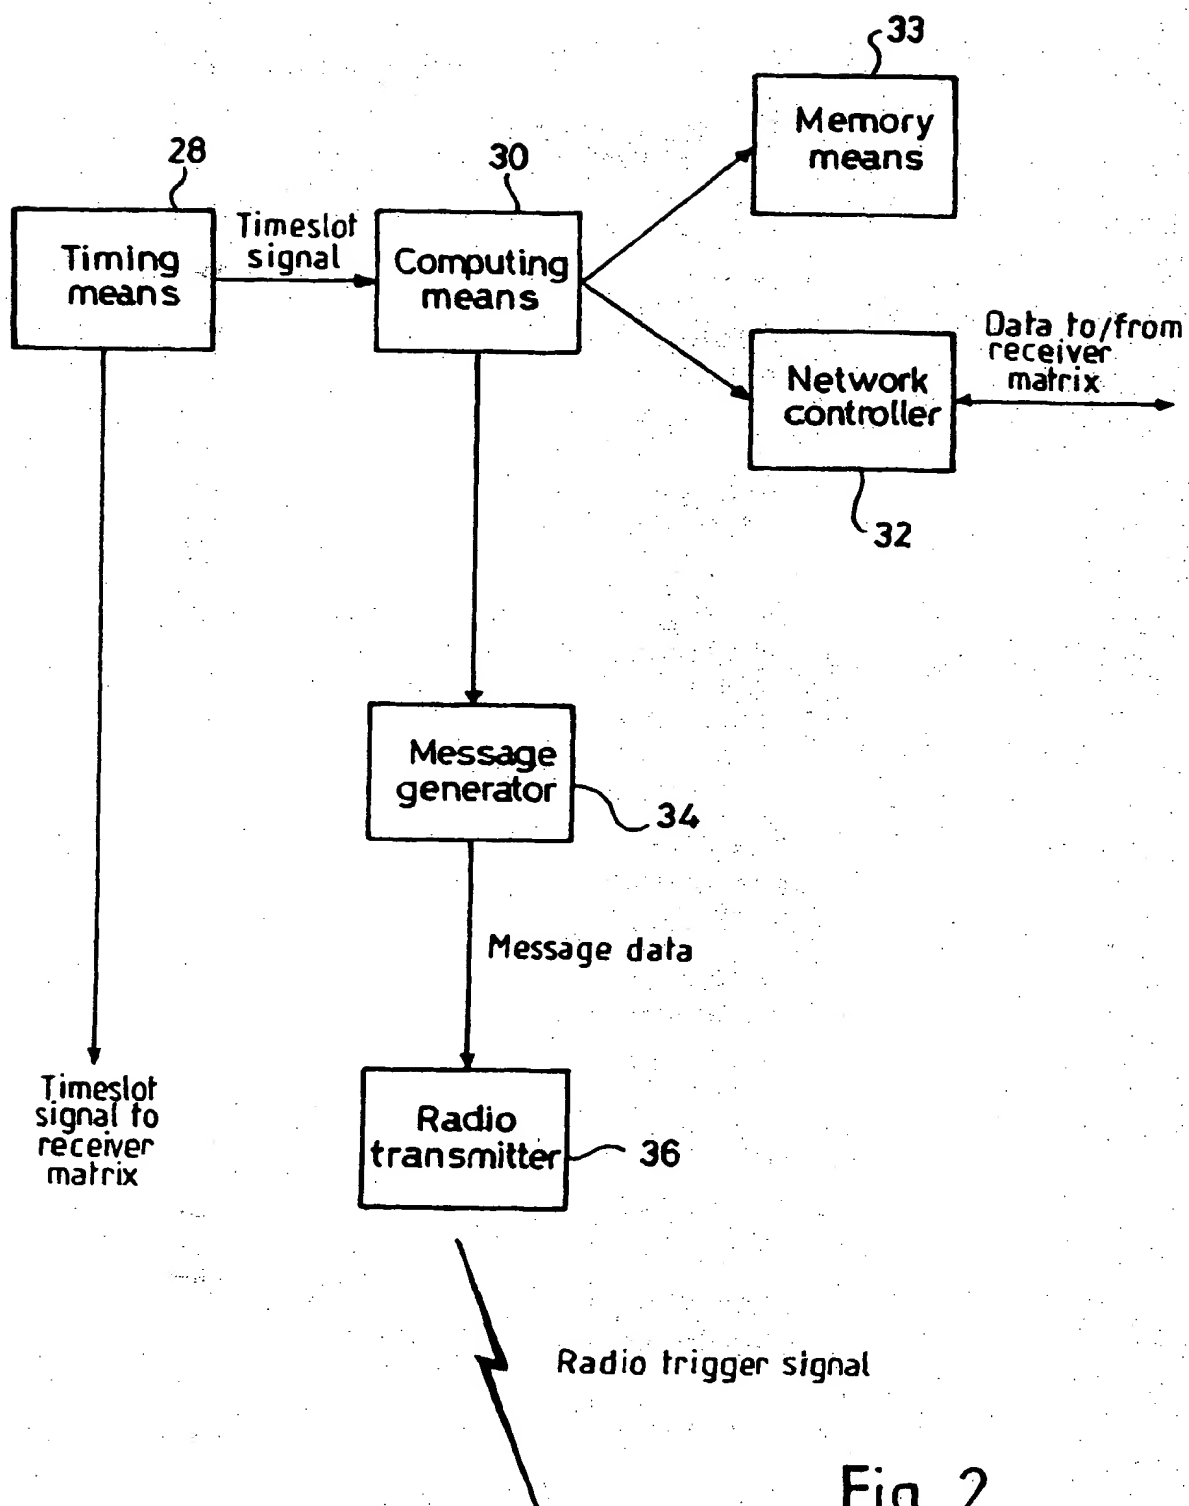 33
Memory
means
28
30
Timing
means
Timeslot
signal
Computing
means
Data to/from
receiver
matrix
Network
controller
32
Message
generator
34
Message data
Timeslot
signal to
receiver
matrix
Radio
transmitter
36
Radio trigger signal
Fig. 2